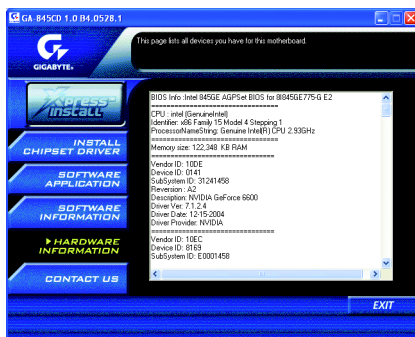 GA-845CD 1.0 B4.0528.1
This page lists all devices you have for this motherboard.
GIGABYTE
Xpress
Install
INSTALL
CHIPSET DRIVER
SOFTWARE
APPLICATION
SOFTWARE
INFORMATION
HARDWARE
INFORMATION
CONTACT US
BIOS Info :Intel 845GE AGPSet BIOS for 8I845GE775-G E2
==============================
CPU : intel (GenuineIntel)
Identifier: x86 Family 15 Model 4 Stepping 1
ProcessorNameString: Genuine Intel(R) CPU 2.93GHz
==============================
Memory size: 122,348 KB RAM
==============================
Vendor ID: 10DE
Device ID: 0141
SubSystem ID: 31241458
Reversion : A2
Description: NVIDIA GeForce 6600
Driver Ver: 7.1.2.4
Driver Date: 12-15-2004
Driver Provider: NVIDIA
==============================
Vendor ID: 10EC
Device ID: 8169
SubSystem ID: E0001458
EXIT